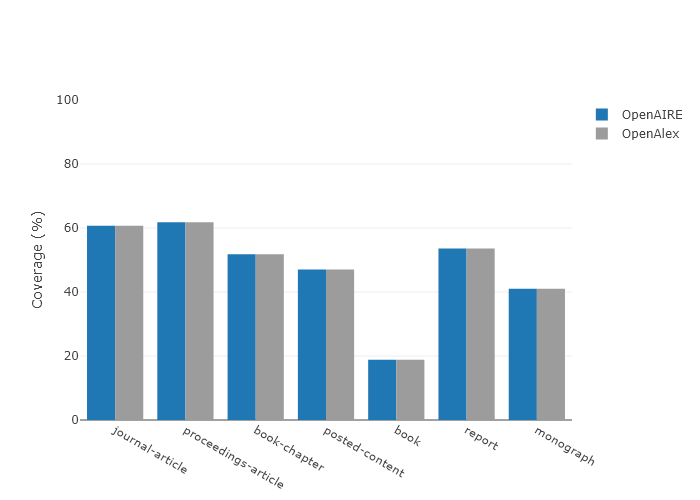 100
80
60
40
20
0
Coverage (%)
journal-article
proceedings-article
book-chapter
posted-content
book
report
monograph
OpenAIRE
OpenAlex